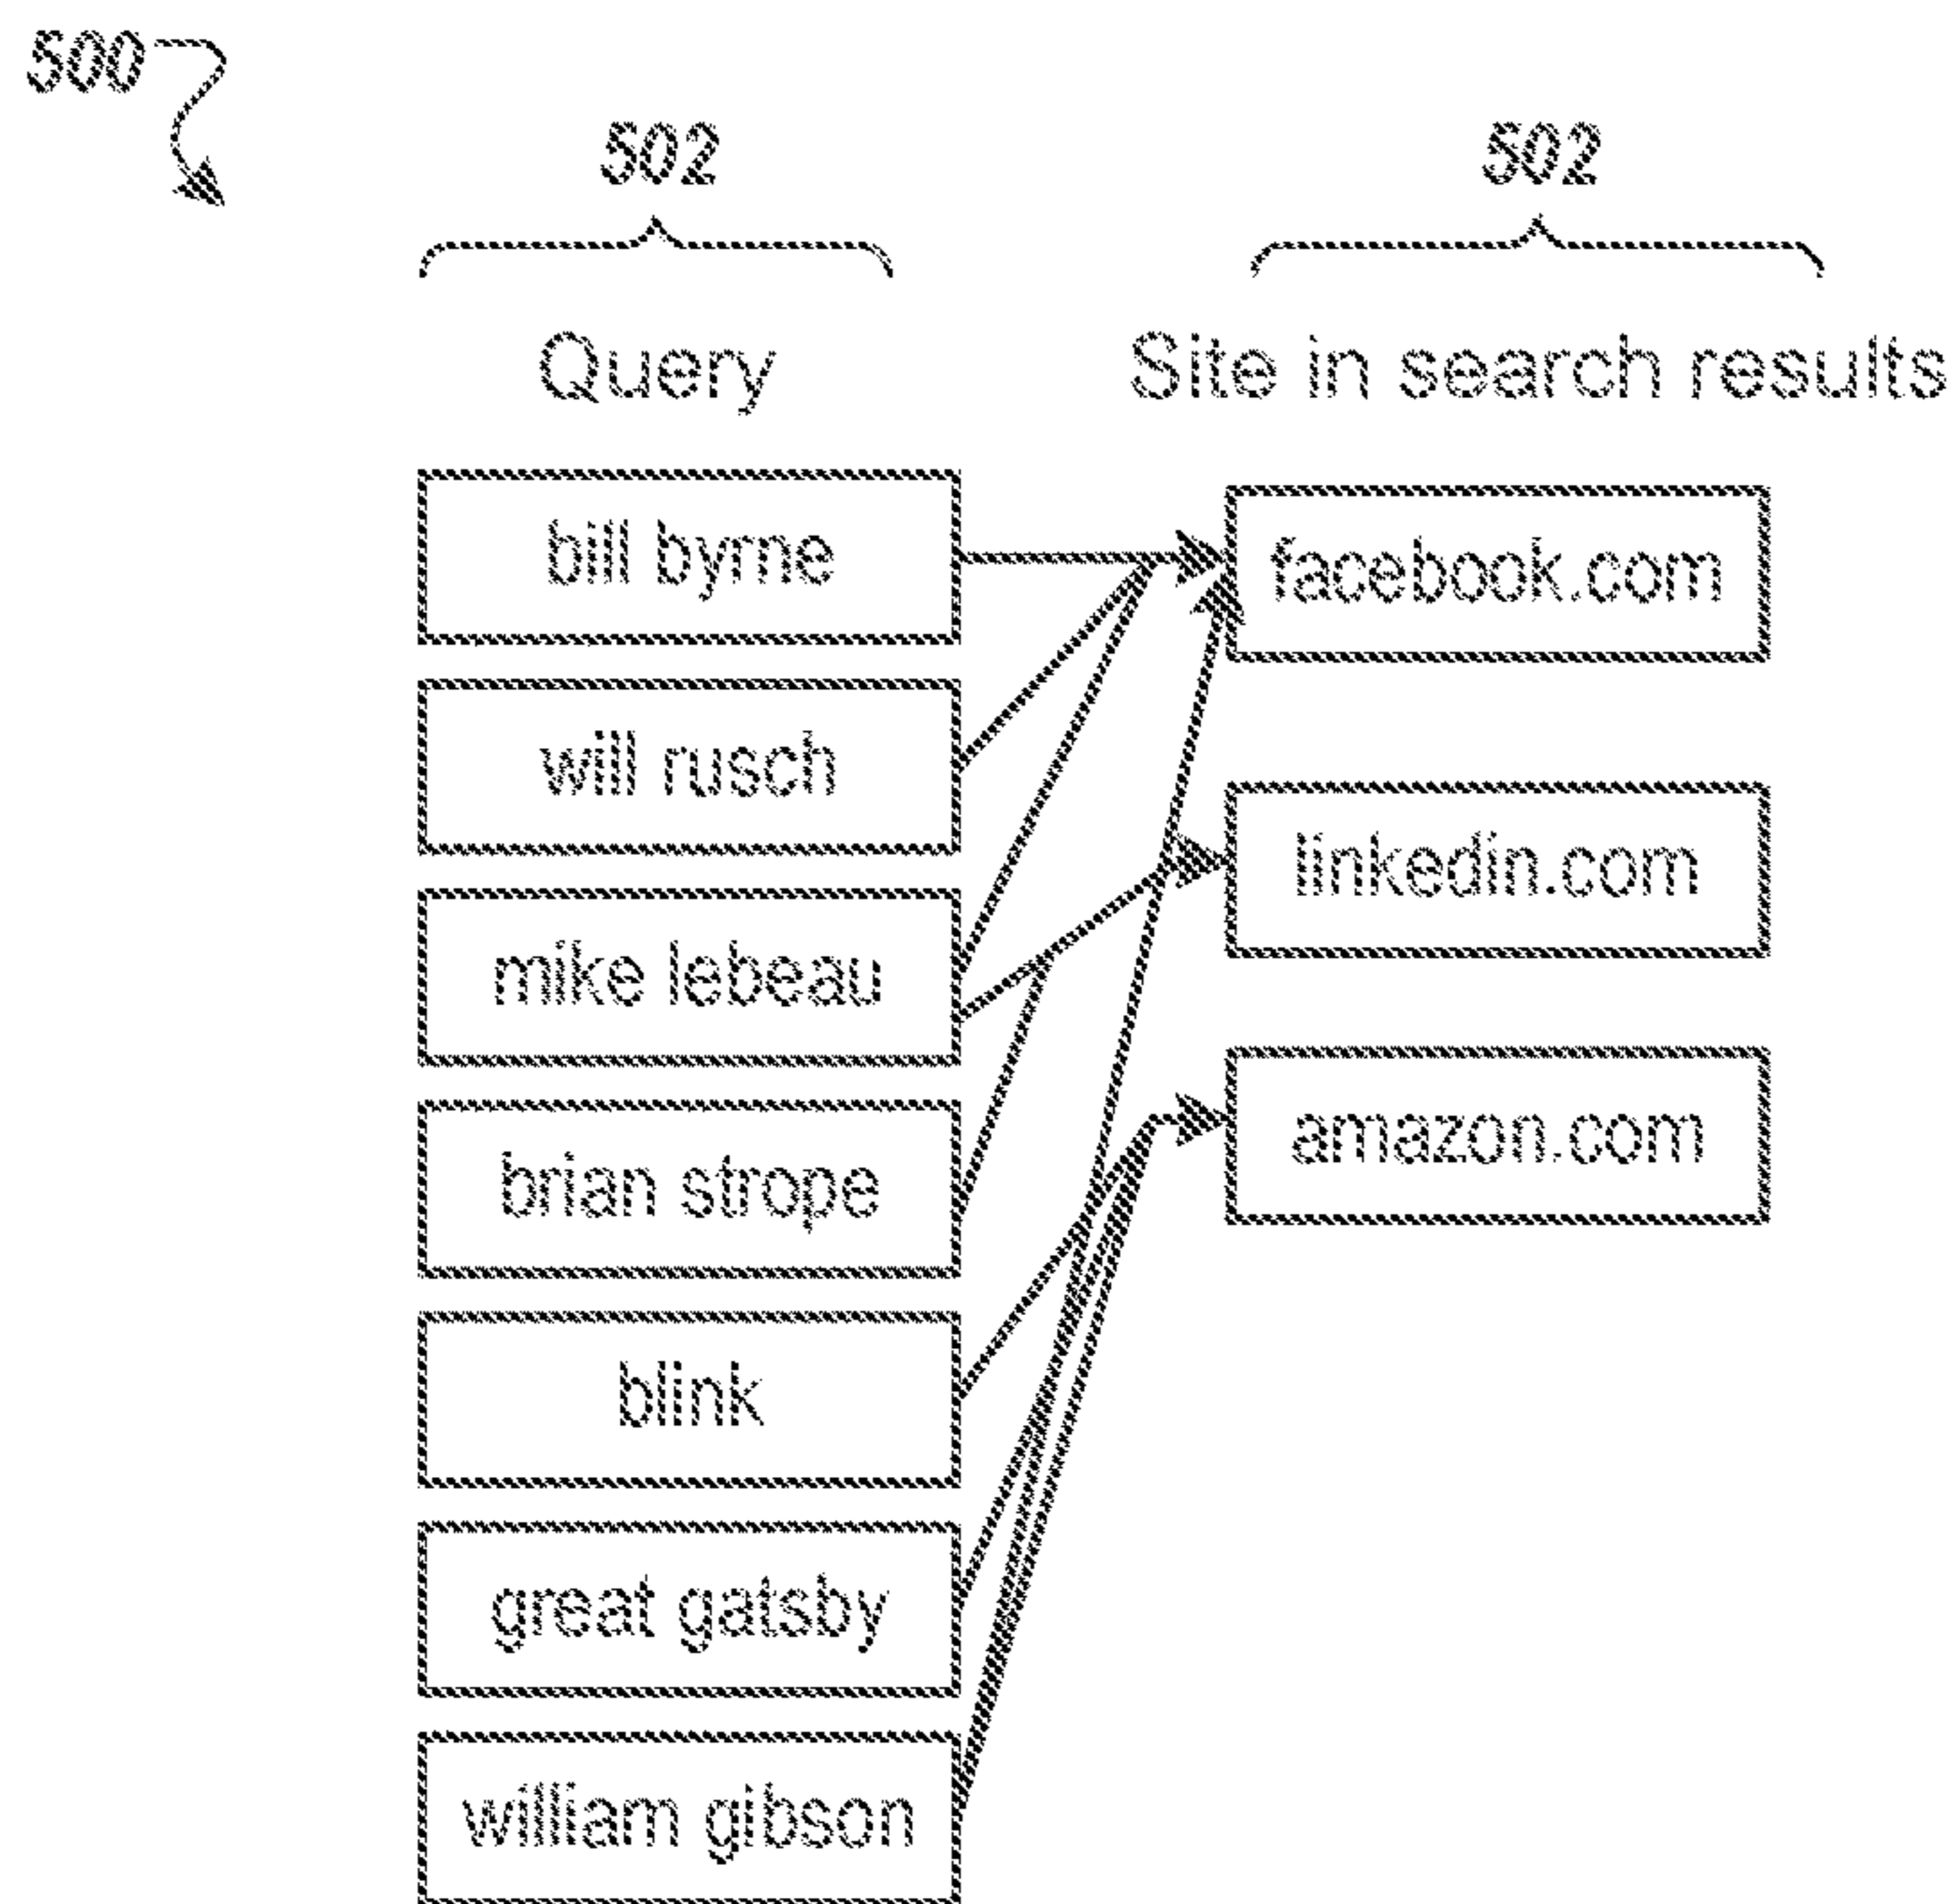 500
502 502
Query Site in search results
bill byrne facebook.com
will rusch
linkedin.com
mike lebeau
amazon.com
brian strope
blink
great gatsby
william gibson